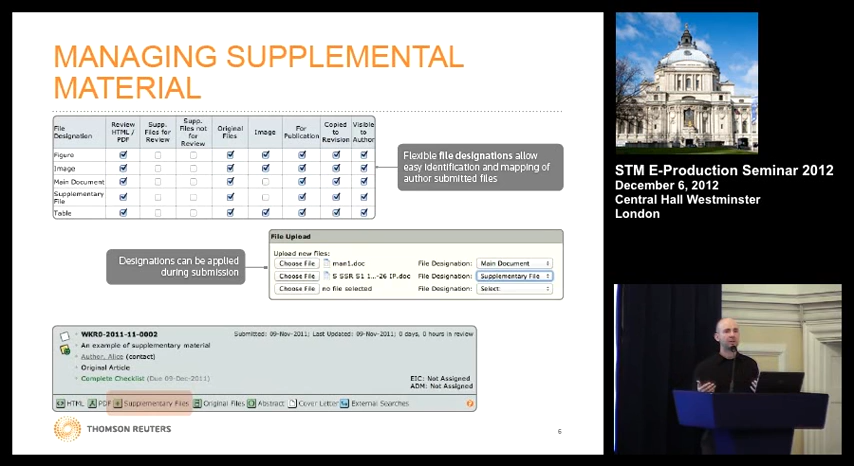 MANAGING SUPPLEMENTAL
MATERIAL
File Designation
Review HTML / PDF
Supp. Files for Review
Supp. Files not for Review
Original Files
Image
For Publication
Copied to Revision
Visible to Author
Figure
Image
Main Document
Supplementary File
Table
Flexible file designations allow
easy identification and mapping of
author submitted files
Designations can be applied
during submission
File Upload
Upload new files:
Choose File man1.doc File Designation: Main Document
Choose File 5 SSR S1 1...-26 IP.doc File Designation: Supplementary File
Choose File no file selected File Designation: Select:
WKR0-2011-11-0002 Submitted: 09-Nov-2011; Last Updated: 09-Nov-2011; 0 days, 0 hours in review
An example of supplementary material
Author, Alice (contact)
Original Article
Complete Checklist (Due 09-Dec-2011)
EIC: Not Assigned
ADM: Not Assigned
HTML PDF Supplementary Files Original Files Abstract Cover Letter External Searches
THOMSON REUTERS
6
STM E-Production Seminar 2012
December 6, 2012
Central Hall Westminster
London